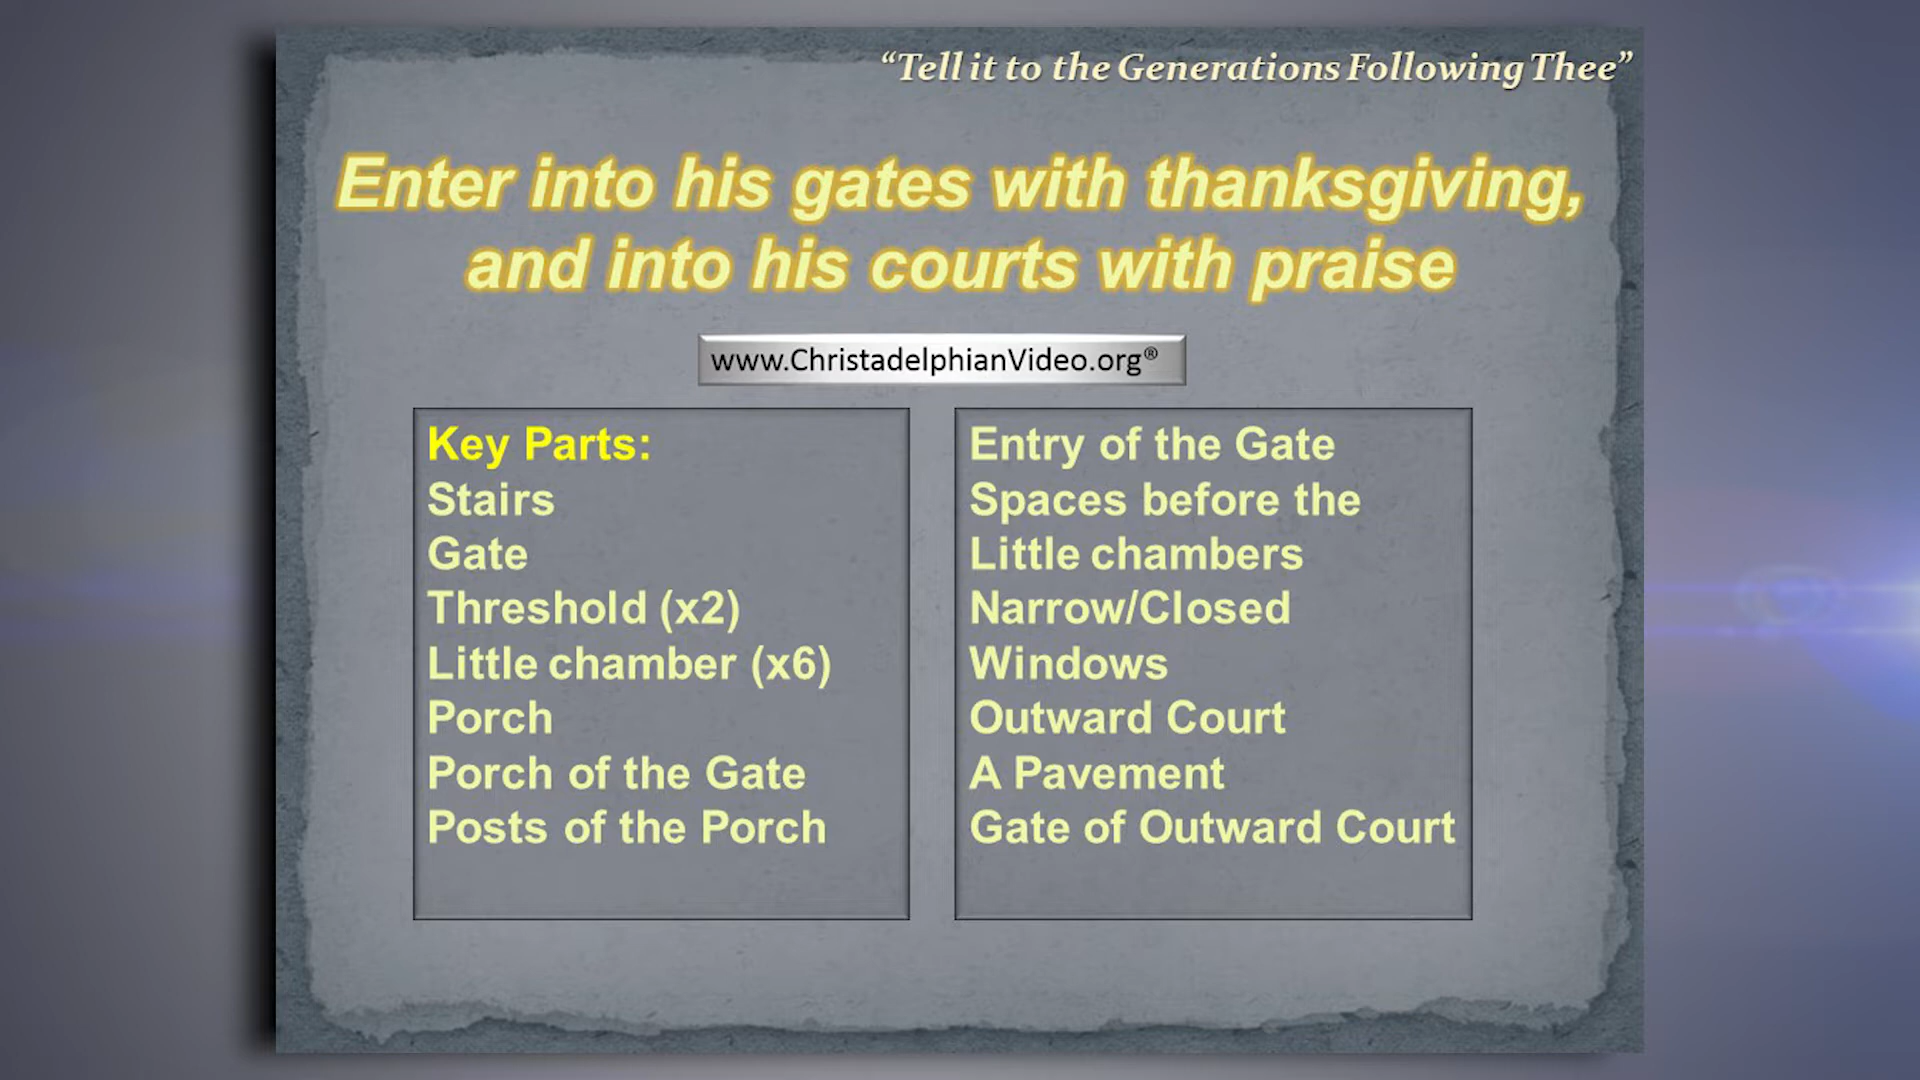 “Tell it to the Generations Following Thee”
Enter into his gates with thanksgiving,
and into his courts with praise
www.ChristadelphianVideo.org®
Key Parts:
Stairs
Gate
Threshold (x2)
Little chamber (x6)
Porch
Porch of the Gate
Posts of the Porch
Entry of the Gate
Spaces before the
Little chambers
Narrow/Closed
Windows
Outward Court
A Pavement
Gate of Outward Court